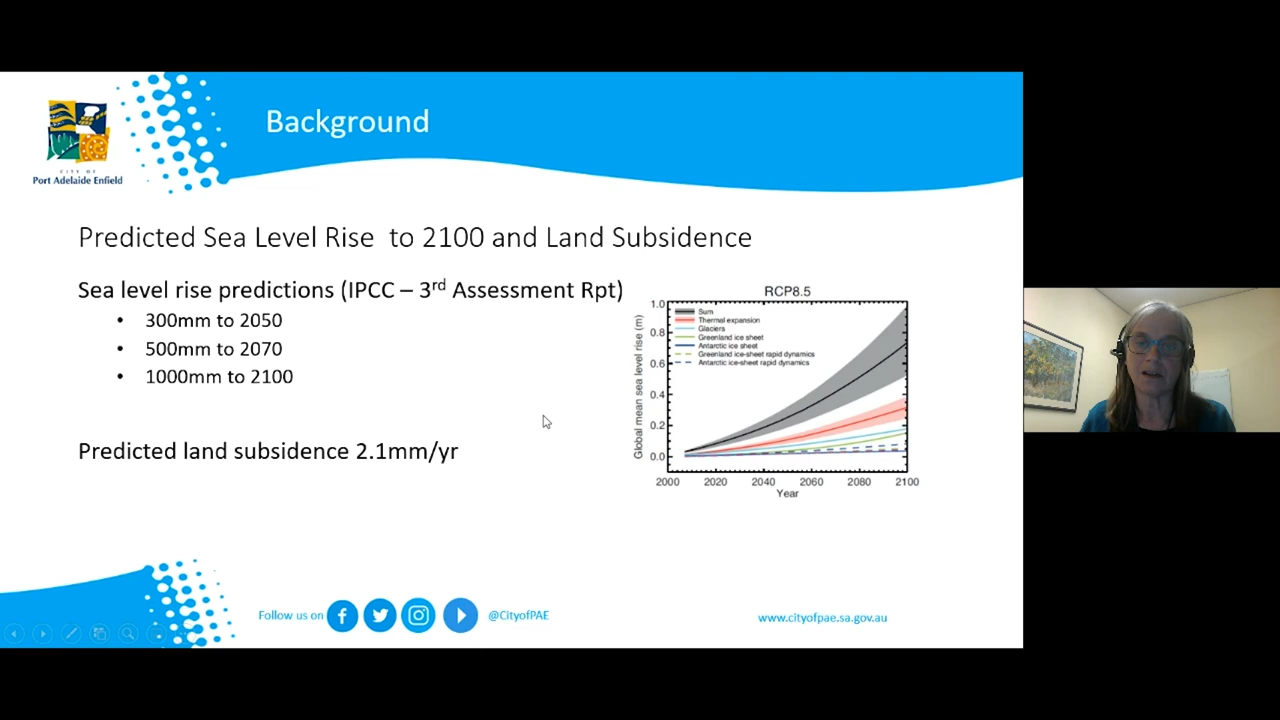 Background
CITY OF
Port Adelaide Enfield
Predicted Sea Level Rise to 2100 and Land Subsidence
Sea level rise predictions (IPCC – 3rd Assessment Rpt)
• 300mm to 2050
• 500mm to 2070
• 1000mm to 2100
Predicted land subsidence 2.1mm/yr
RCP8.5
Global mean sea level rise (m)
1.0
0.8
0.6
0.4
0.2
0.0
Sum
Thermal expansion
Glaciers
Greenland ice sheet
Antarctic ice sheet
Greenland ice-sheet rapid dynamics
Antarctic ice-sheet rapid dynamics
2000 2020 2040 2060 2080 2100
Year
Follow us on
@CityofPAE
www.cityofpae.sa.gov.au